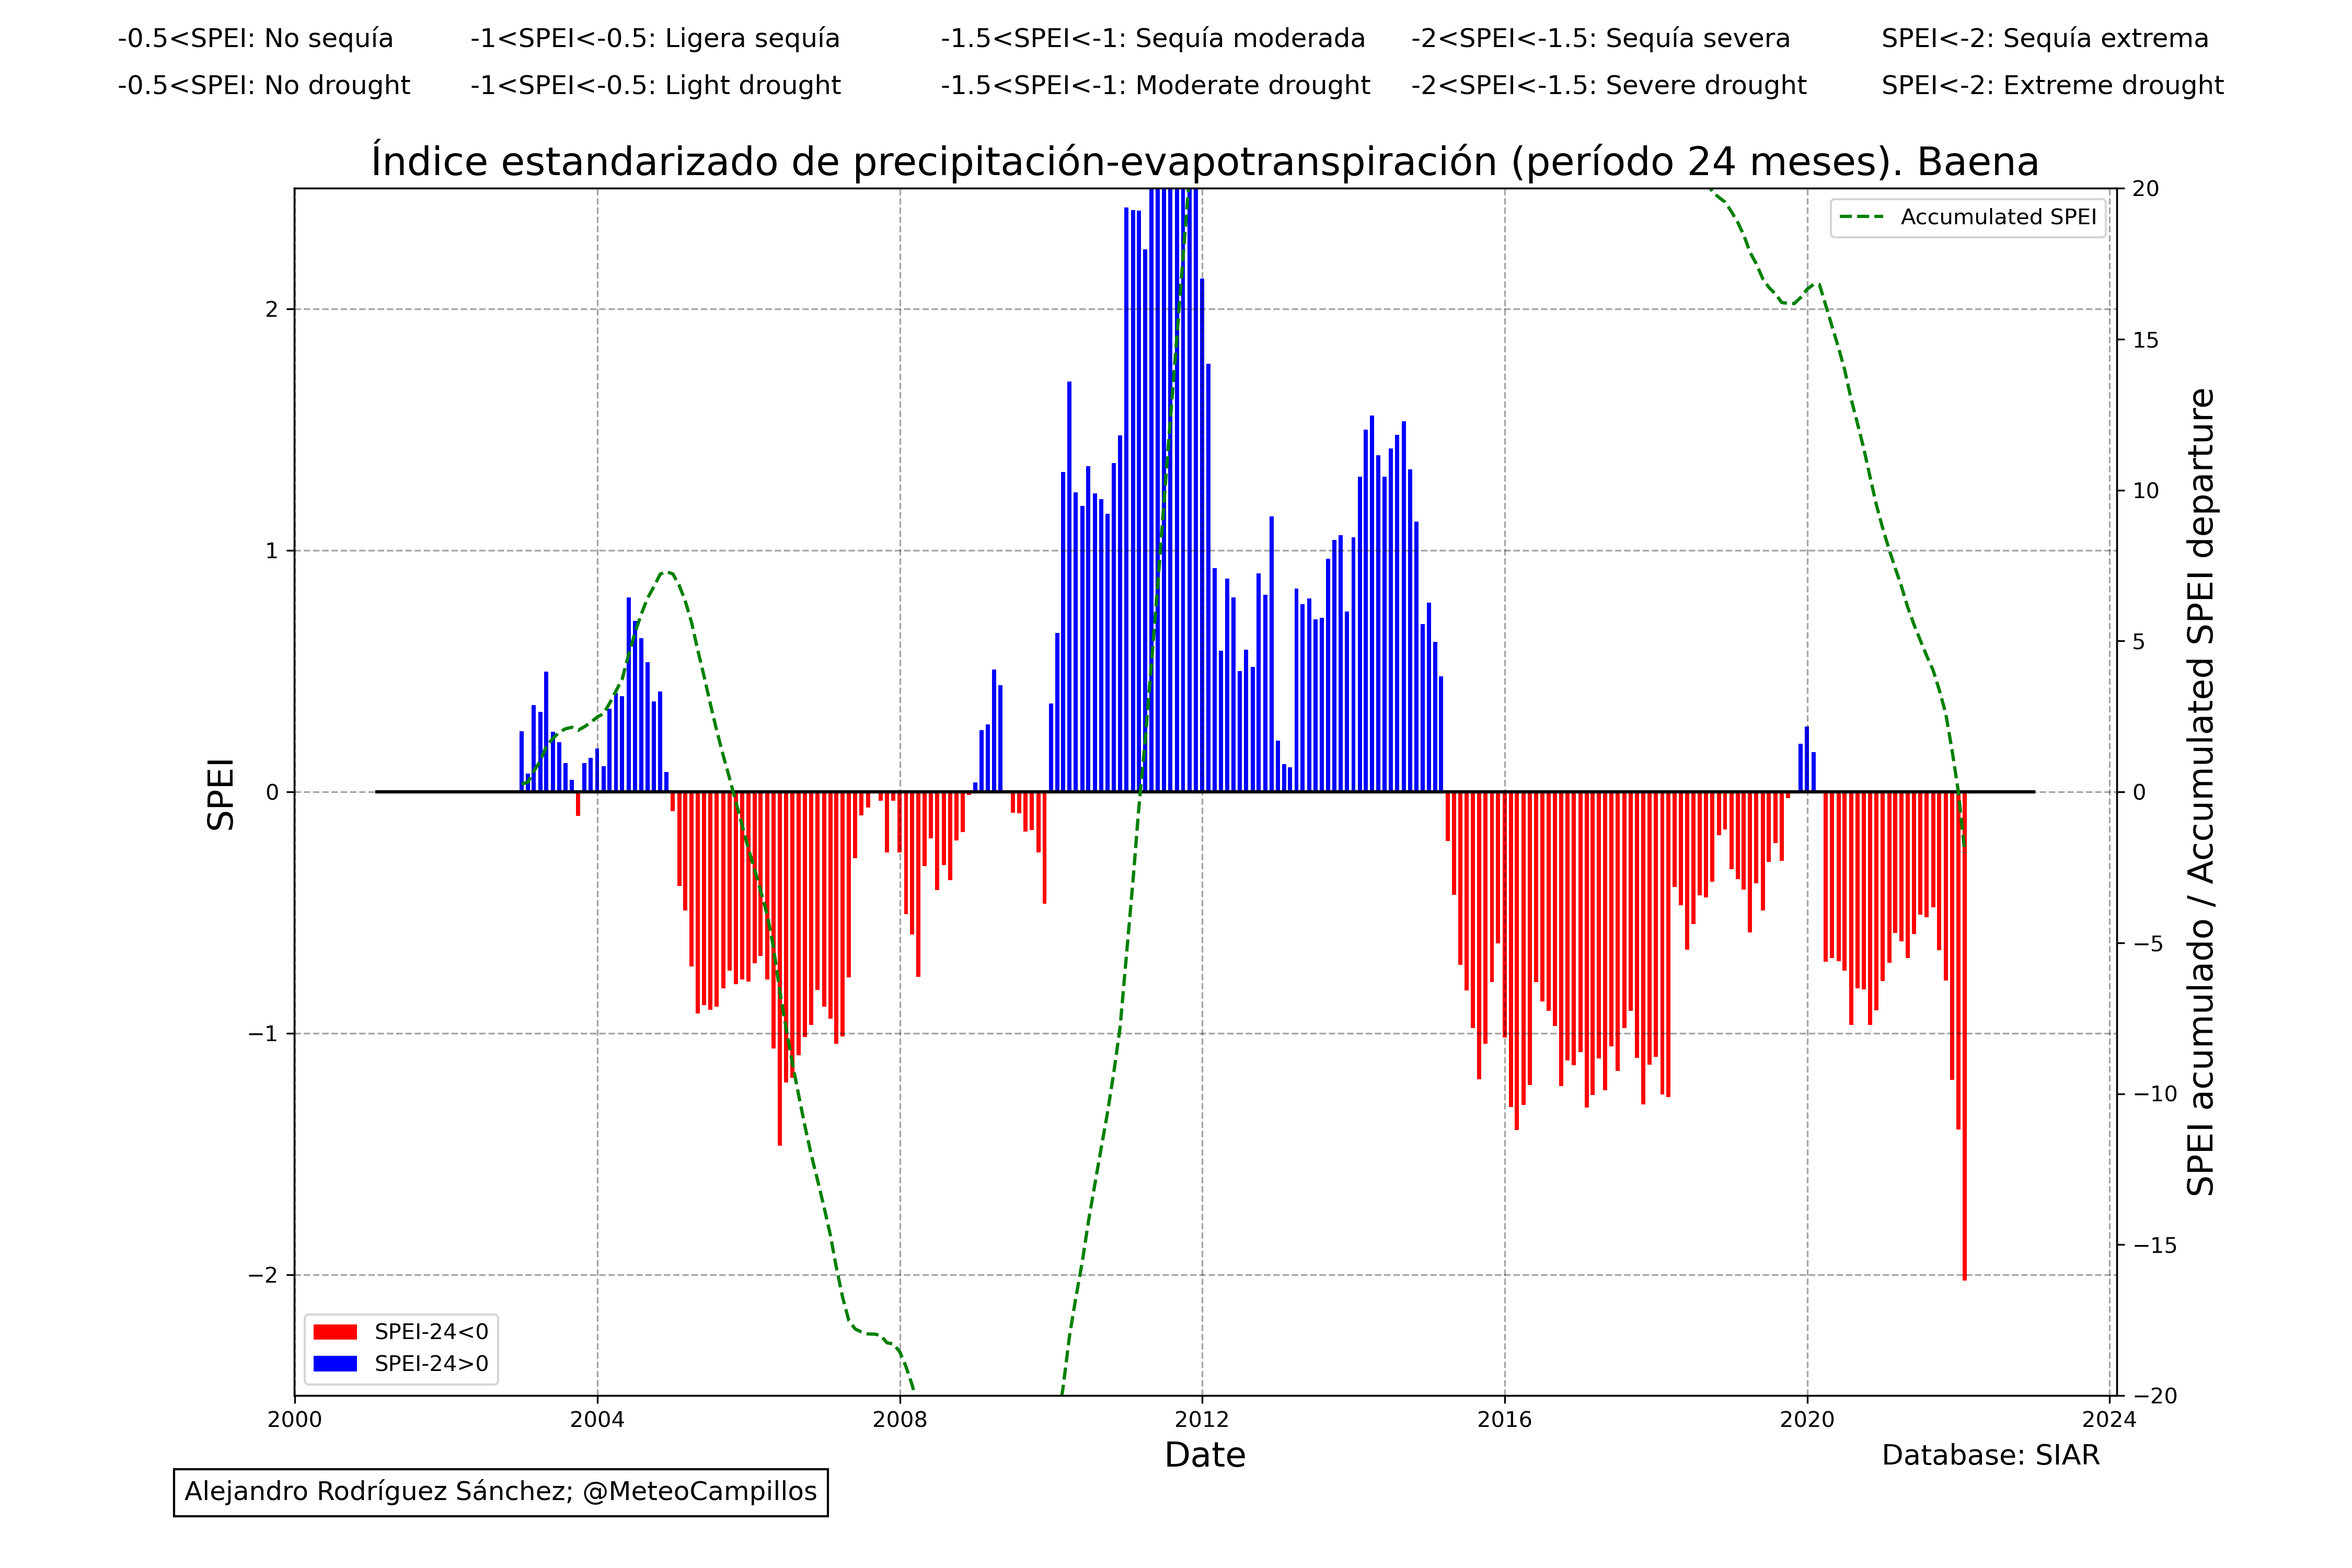 -0.5<SPEI: No sequía -1<SPEI<-0.5: Ligera sequía -1.5<SPEI<-1: Sequía moderada -2<SPEI<-1.5: Sequía severa SPEI<-2: Sequía extrema
-0.5<SPEI: No drought -1<SPEI<-0.5: Light drought -1.5<SPEI<-1: Moderate drought -2<SPEI<-1.5: Severe drought SPEI<-2: Extreme drought
Índice estandarizado de precipitación-evapotranspiración (período 24 meses). Baena
SPEI
2
1
0
−1
−2
Accumulated SPEI
SPEI-24<0
SPEI-24>0
20
15
10
5
0
−5
−10
−15
−20
SPEI acumulado / Accumulated SPEI departure
2000 2004 2008 2012 2016 2020 2024
Date
Database: SIAR
Alejandro Rodríguez Sánchez; @MeteoCampillos